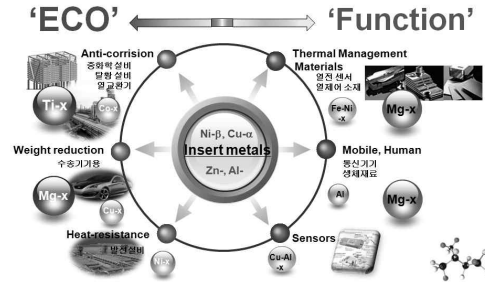 ‘ECO’
‘Function’
Anti-corrision
중화학설비
탈황설비
열교환기
Ti-x
Co-x
Thermal Management
Materials
열전센서
열제어소재
Fe-Ni
-x
Mg-x
Ni-β, Cu-α
Insert metals
Zn-, Al-
Weight reduction
수송기기용
Mg-x
Cu-x
Mobile, Human
통신기기
생체재료
Al
Mg-x
Heat-resistance
발전설비
Ni-x
Sensors
Cu-Al
-x